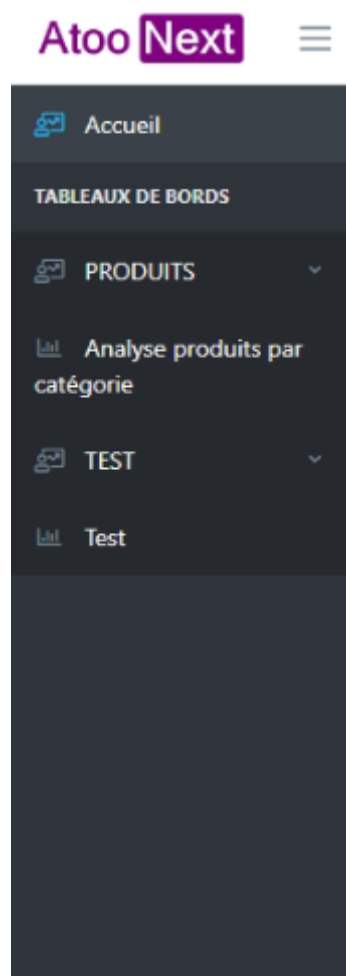 Atoo Next
Accueil
TABLEAUX DE BORDS
PRODUITS
Analyse produits par
catégorie
TEST
Test